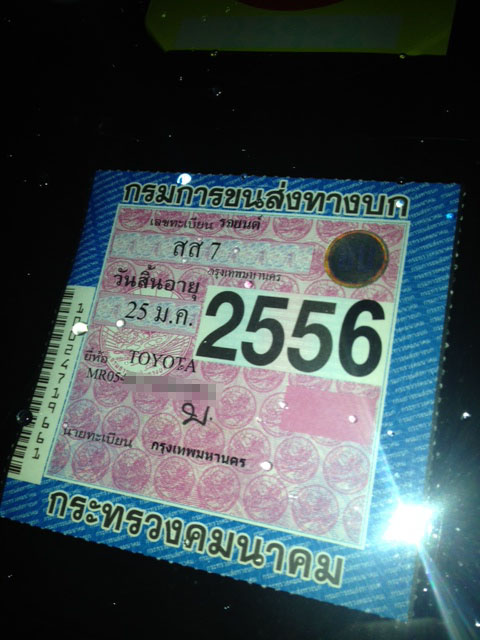 กรมการขนส่งทางบก
เลขทะเบียน รถยนต์
สส 7
กรุงเทพมหานคร
วันสิ้นอายุ
25 ม.ค.
2556
ยี่ห้อ TOYOTA
MR05-
นายทะเบียน กรุงเทพมหานคร
กระทรวงคมนาคม